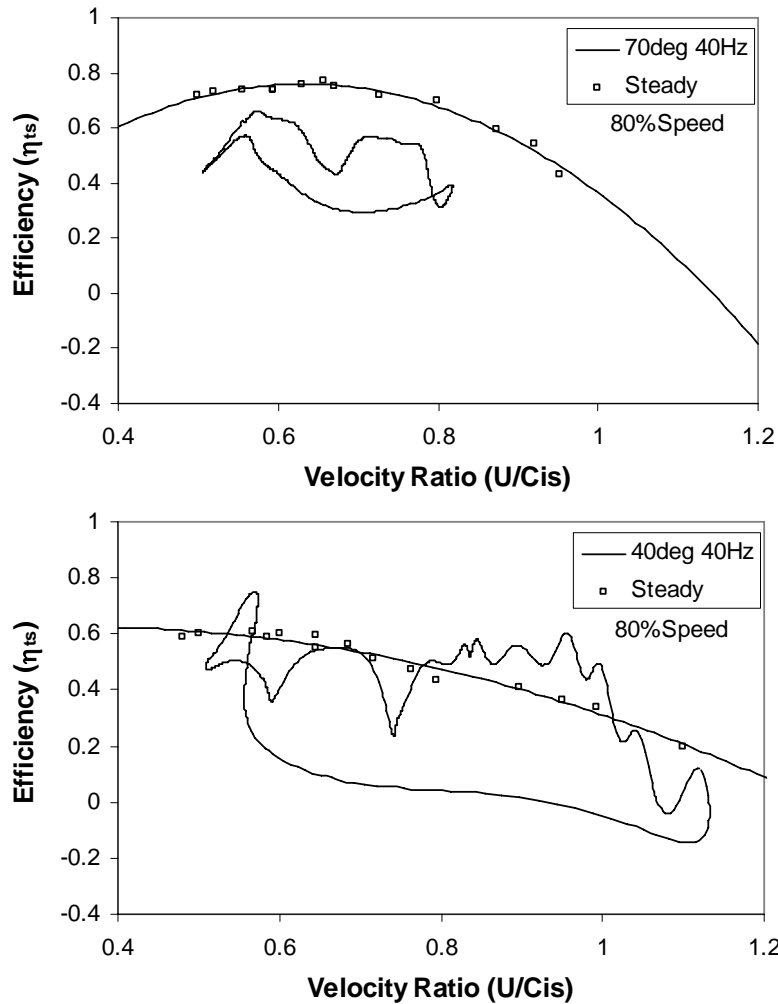 1
0.8
0.6
0.4
0.2
0
-0.2
-0.4
Efficiency (ηts)
70deg 40Hz
Steady
80%Speed
0.4 0.6 0.8 1 1.2
Velocity Ratio (U/Cis)
1
0.8
0.6
0.4
0.2
0
-0.2
-0.4
Efficiency (ηts)
40deg 40Hz
Steady
80%Speed
0.4 0.6 0.8 1 1.2
Velocity Ratio (U/Cis)